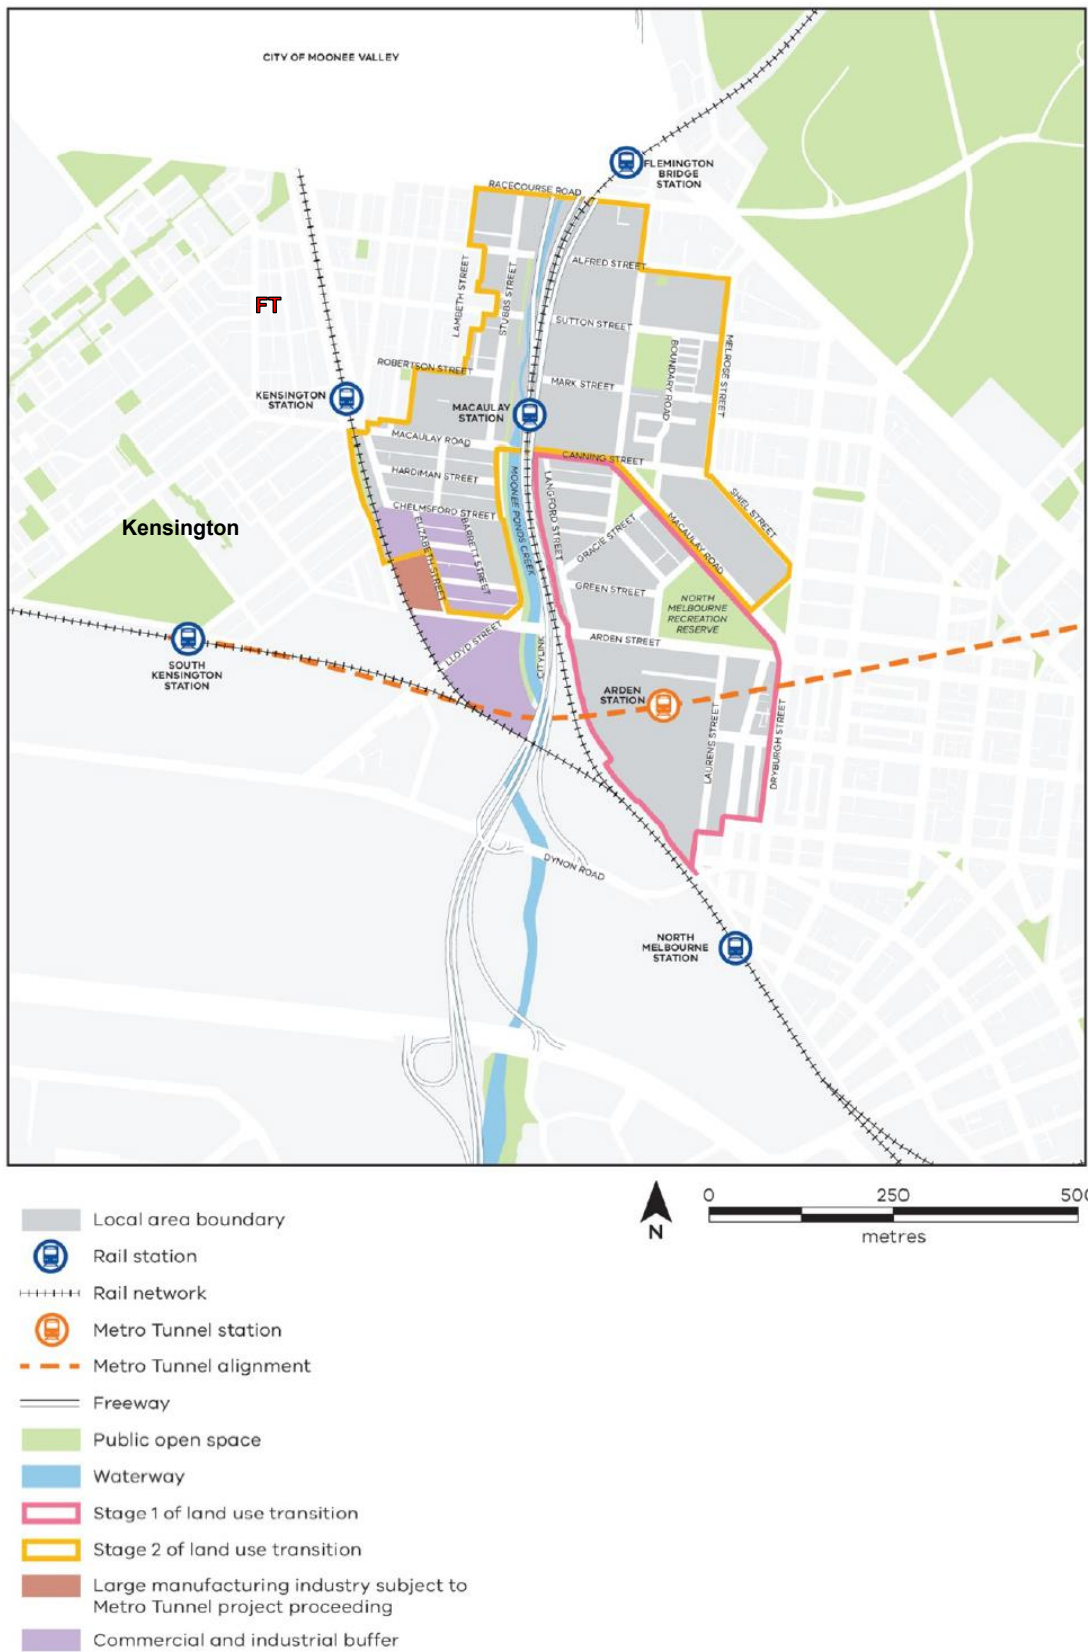 CITY OF MOONEE VALLEY
FLEMINGTON
BRIDGE
STATION
RACECOURSE ROAD
ALFRED STREET
LAMBETH STREET
STUBBS STREET
FT
SUTTON STREET
MELROSE STREET
BOUNDARY ROAD
ROBERTSON STREET
MARK STREET
KENSINGTON
STATION
MACAULAY
STATION
MACAULAY ROAD
CANNING STREET
HARDIMAN STREET
MOONEE PONDS CREEK
LANGFORD STREET
SHIEL STREET
CHELMSFORD STREET
Kensington
ELIZABETH STREET
BARRETT STREET
GRACIE STREET
MACAULAY ROAD
GREEN STREET
NORTH
MELBOURNE
RECREATION
RESERVE
LLOYD STREET
ARDEN STREET
CITYLINK
SOUTH
KENSINGTON
STATION
ARDEN
STATION
LAURENS STREET
DRYBURGH STREET
DYNON ROAD
NORTH
MELBOURNE
STATION
N
0 250 500
metres
Local area boundary
Rail station
Rail network
Metro Tunnel station
Metro Tunnel alignment
Freeway
Public open space
Waterway
Stage 1 of land use transition
Stage 2 of land use transition
Large manufacturing industry subject to
Metro Tunnel project proceeding
Commercial and industrial buffer